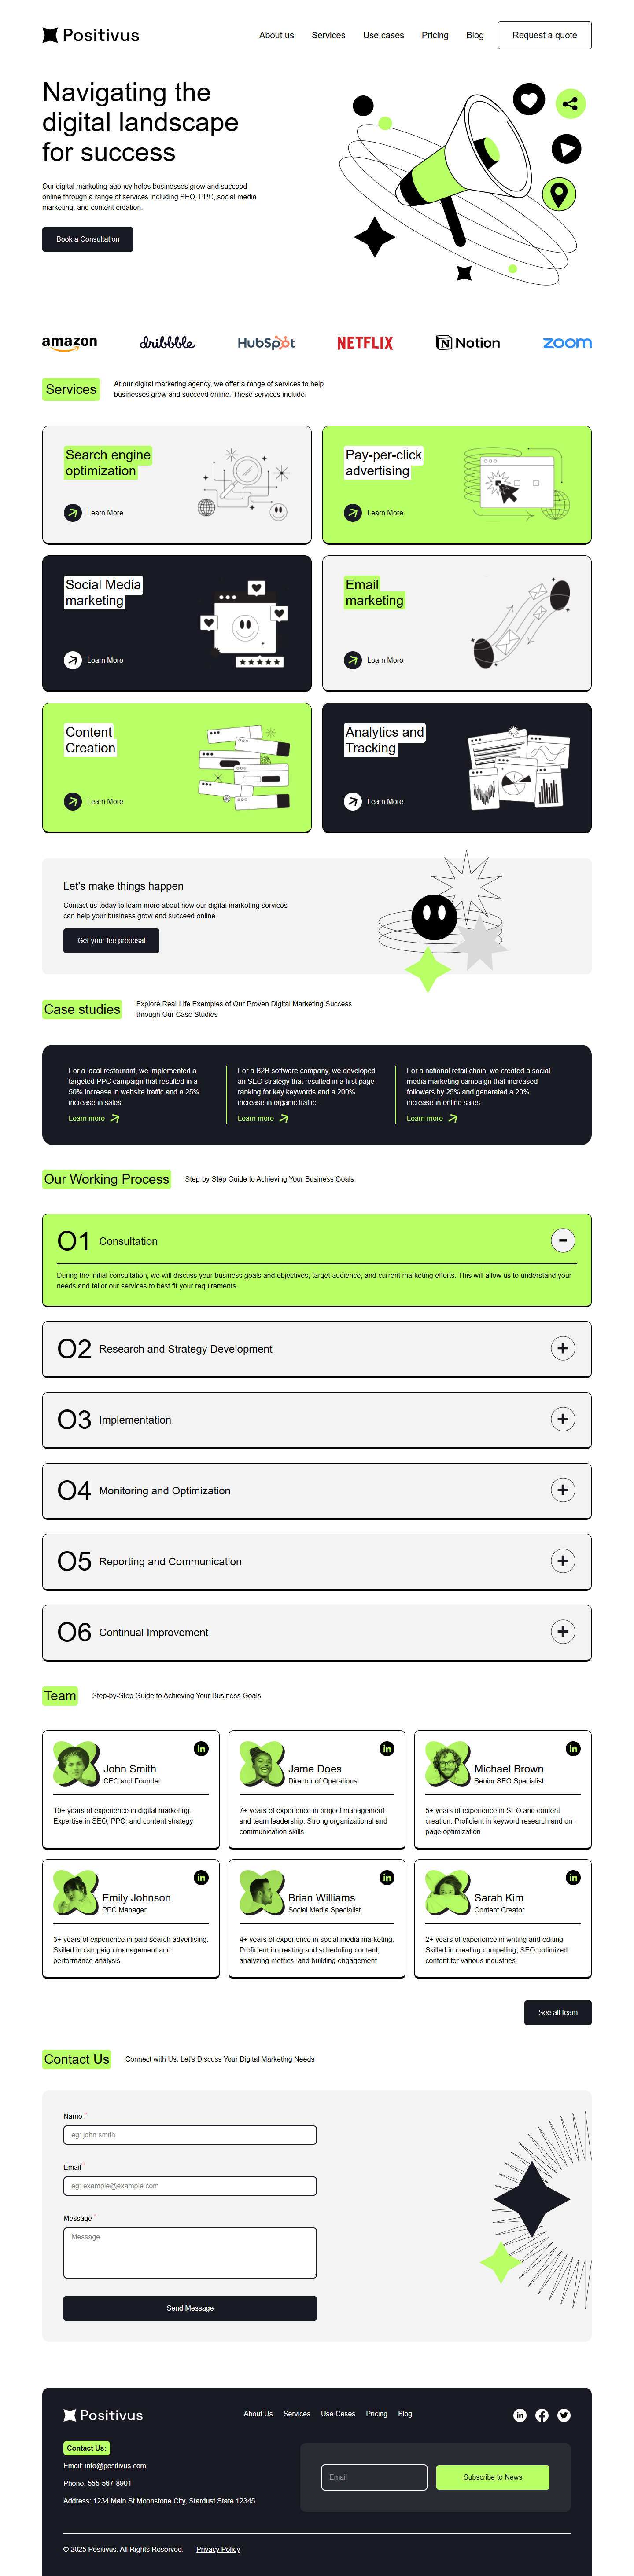 Positivus
About us
Services
Use cases
Pricing
Blog
Request a quote
Navigating the
digital landscape
for success
Our digital marketing agency helps businesses grow and succeed
online through a range of services including SEO, PPC, social media
marketing, and content creation.
Book a Consultation
amazon
dribbble
HubSpot
NETFLIX
Notion
zoom
Services
At our digital marketing agency, we offer a range of services to help
businesses grow and succeed online. These services include:
Search engine
optimization
Learn More
Pay-per-click
advertising
Learn More
Social Media
marketing
Learn More
Email
marketing
Learn More
Content
Creation
Learn More
Analytics and
Tracking
Learn More
Let's make things happen
Contact us today to learn more about how our digital marketing services
can help your business grow and succeed online.
Get your fee proposal
Case studies
Explore Real-Life Examples of Our Proven Digital Marketing Success
through Our Case Studies
For a local restaurant, we implemented a
targeted PPC campaign that resulted in a
50% increase in website traffic and a 25%
increase in sales.
Learn more
For a B2B software company, we developed
an SEO strategy that resulted in a first page
ranking for key keywords and a 200%
increase in organic traffic.
Learn more
For a national retail chain, we created a social
media marketing campaign that increased
followers by 25% and generated a 20%
increase in online sales.
Learn more
Our Working Process
Step-by-Step Guide to Achieving Your Business Goals
01 Consultation
During the initial consultation, we will discuss your business goals and objectives, target audience, and current marketing efforts. This will allow us to understand your
needs and tailor our services to best fit your requirements.
02 Research and Strategy Development
03 Implementation
04 Monitoring and Optimization
05 Reporting and Communication
06 Continual Improvement
Team
Step-by-Step Guide to Achieving Your Business Goals
in
John Smith
CEO and Founder
10+ years of experience in digital marketing.
Expertise in SEO, PPC, and content strategy
in
Jame Does
Director of Operations
7+ years of experience in project management
and team leadership. Strong organizational and
communication skills
in
Michael Brown
Senior SEO Specialist
5+ years of experience in SEO and content
creation. Proficient in keyword research and on-
page optimization
in
Emily Johnson
PPC Manager
3+ years of experience in paid search advertising.
Skilled in campaign management and
performance analysis
in
Brian Williams
Social Media Specialist
4+ years of experience in social media marketing.
Proficient in creating and scheduling content,
analyzing metrics, and building engagement
in
Sarah Kim
Content Creator
2+ years of experience in writing and editing
Skilled in creating compelling, SEO-optimized
content for various industries
See all team
Contact Us
Connect with Us: Let's Discuss Your Digital Marketing Needs
Name *
eg: john smith
Email *
eg: example@example.com
Message *
Message
Send Message
Positivus
About Us
Services
Use Cases
Pricing
Blog
in
Contact Us:
Email: info@positivus.com
Phone: 555-567-8901
Address: 1234 Main St Moonstone City, Stardust State 12345
Email
Subscribe to News
© 2025 Positivus. All Rights Reserved.
Privacy Policy